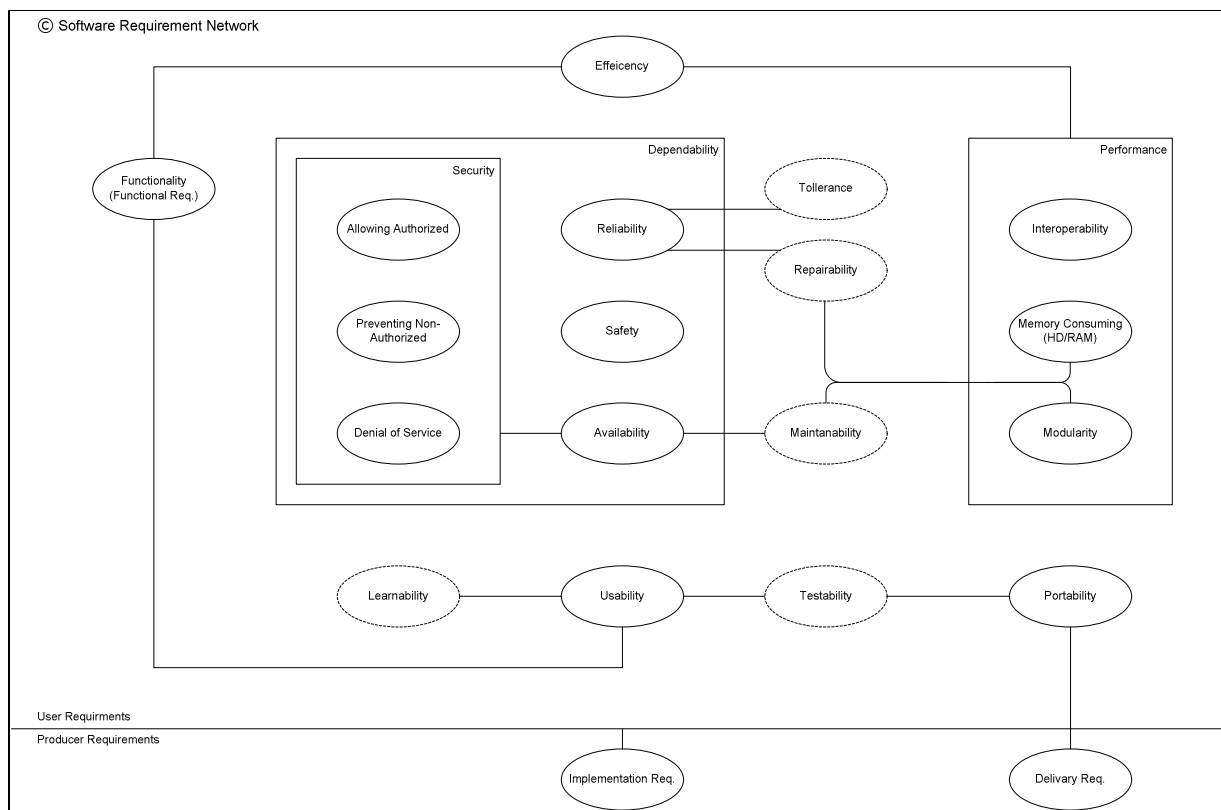 © Software Requirement Network
Effeicency
Dependability
Performance
Security
Functionality
(Functional Req.)
Tollerance
Allowing Authorized
Reliability
Interoperability
Repairability
Preventing Non-
Authorized
Safety
Memory Consuming
(HD/RAM)
Denial of Service
Availability
Maintanability
Modularity
Learnability
Usability
Testability
Portability
User Requirments
Producer Requirements
Implementation Req.
Delivary Req.